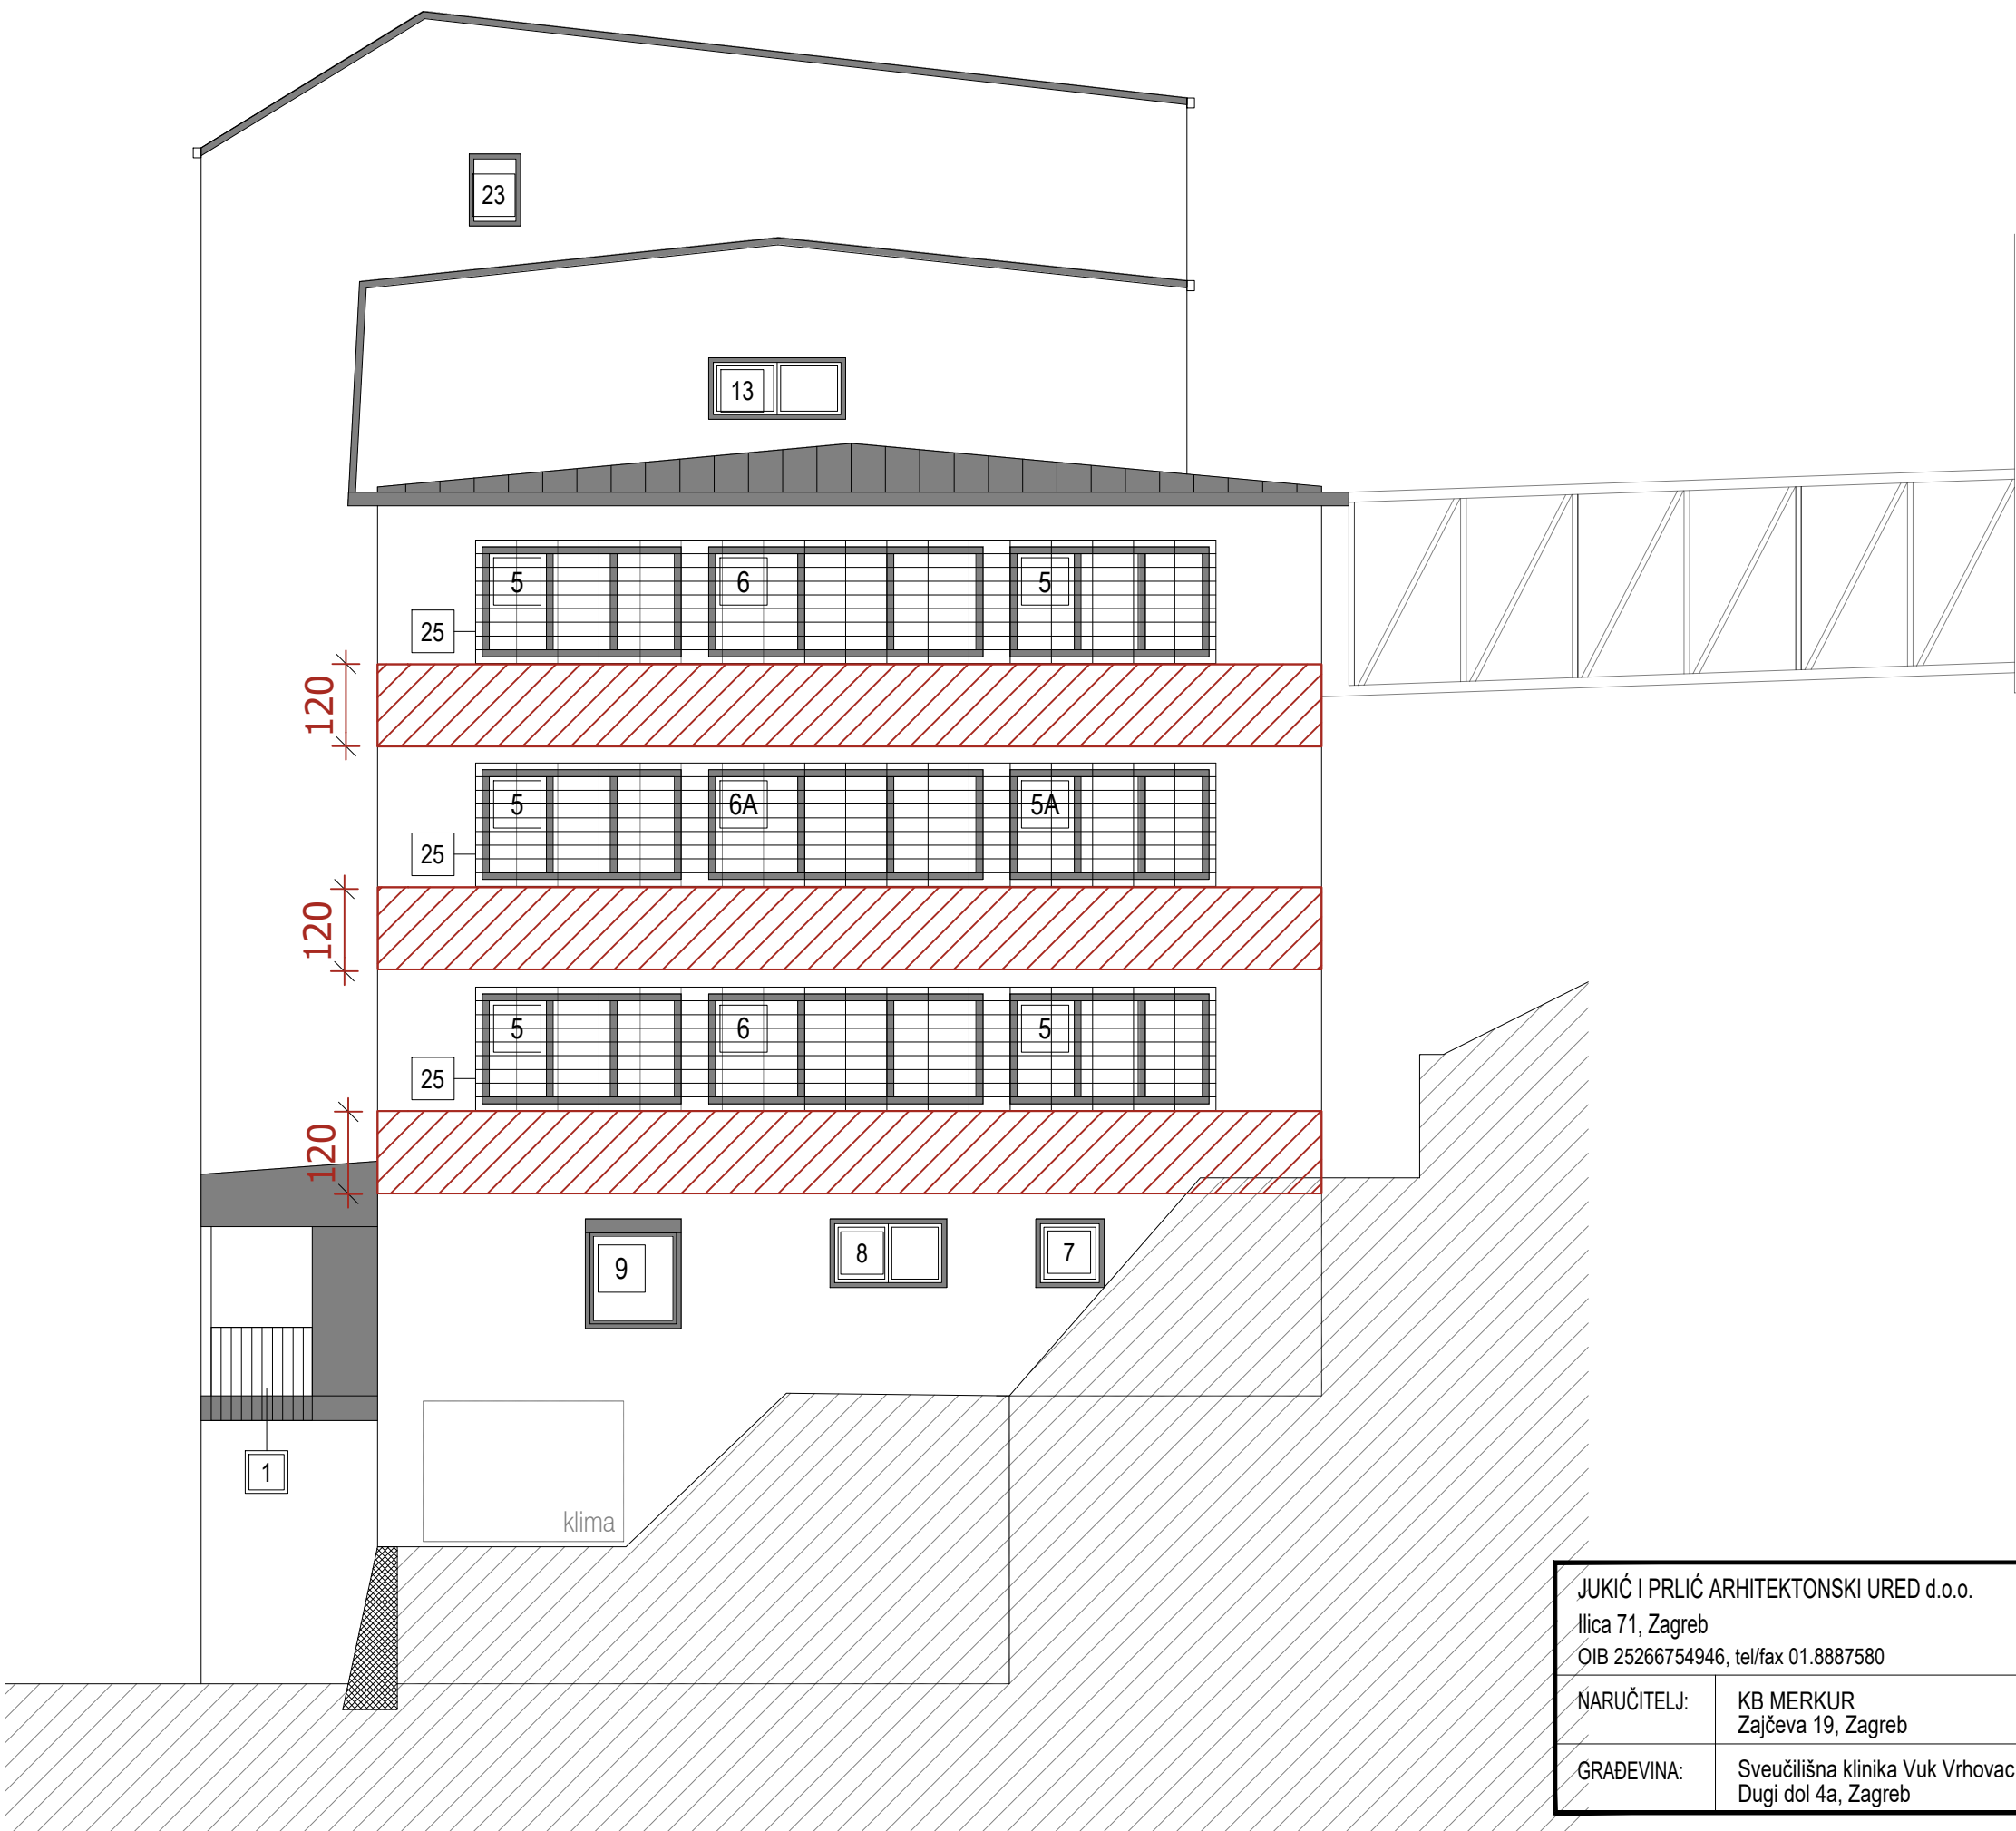 23
13
5
6
5
25
120
5
6A
5A
25
120
5
6
5
25
120
9
8
7
1
klima
JUKIĆ I PRLIĆ ARHITEKTONSKI URED d.o.o.
Ilica 71, Zagreb
OIB 25266754946, tel/fax 01.8887580
NARUČITELJ:
KB MERKUR
Zajčeva 19, Zagreb
GRAĐEVINA:
Sveučilišna klinika Vuk Vrhovac
Dugi dol 4a, Zagreb